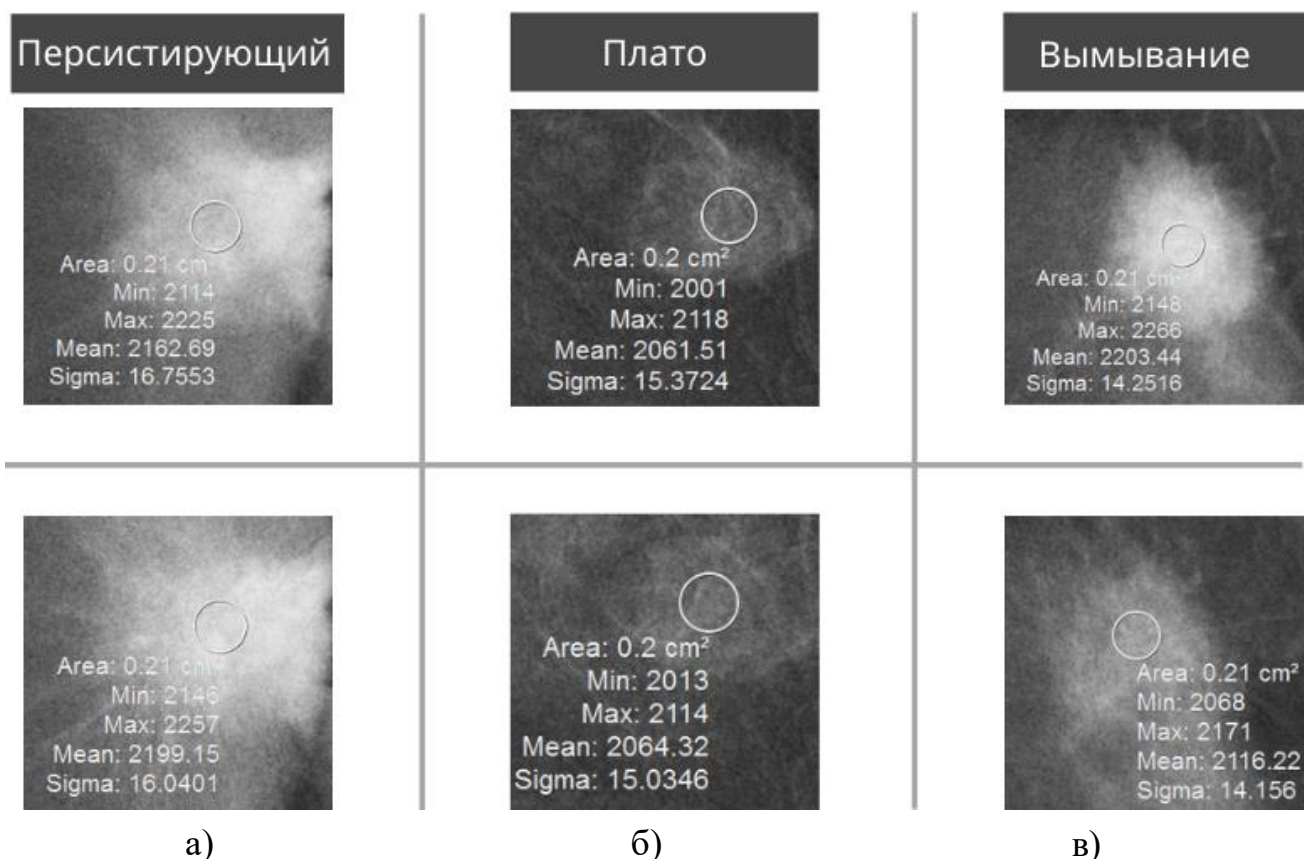 Персистирующий
Плато
Вымывание
Area: 0.21 cm²
Min: 2114
Max: 2225
Mean: 2162.69
Sigma: 16.7553
Area: 0.2 cm²
Min: 2001
Max: 2118
Mean: 2061.51
Sigma: 15.3724
Area: 0.21 cm²
Min: 2148
Max: 2266
Mean: 2203.44
Sigma: 14.2516
Area: 0.21 cm²
Min: 2146
Max: 2257
Mean: 2199.15
Sigma: 16.0401
Area: 0.2 cm²
Min: 2013
Max: 2114
Mean: 2064.32
Sigma: 15.0346
Area: 0.21 cm²
Min: 2068
Max: 2171
Mean: 2116.22
Sigma: 14.156
а)
б)
в)